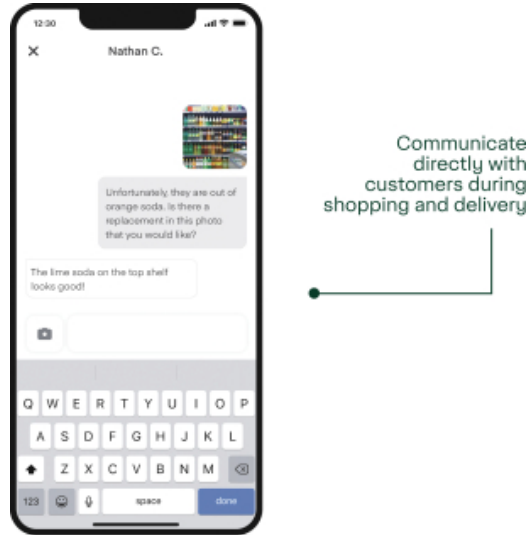 12:30
Nathan C.
Unfortunately, they are out of
orange soda. Is there a
replacement in this photo
that you would like?
The lime soda on the top shelf
looks good!
Q W E R T Y U I O P
A S D F G H J K L
Z X C V B N M
123 space done
Communicate
directly with
customers during
shopping and delivery